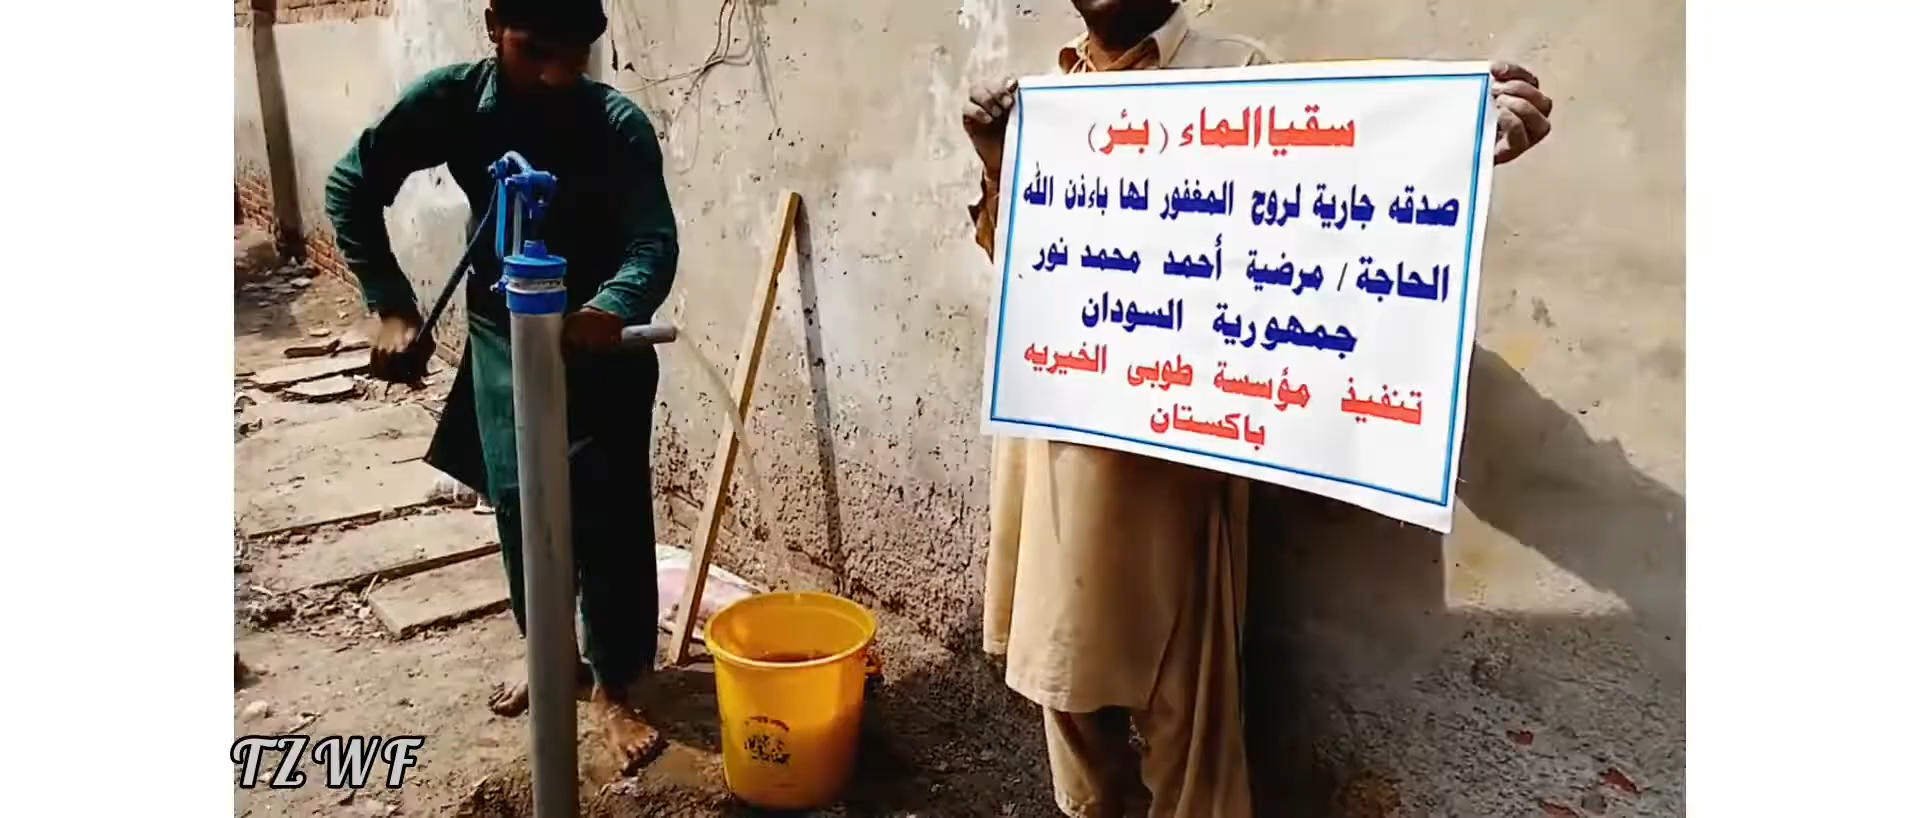 سقيا الماء (بئر)
صدقه جارية لروح المغفور لها باءذن الله
الحاجة / مرضية أحمد محمد نور
جمهورية السودان
تنفيذ مؤسسة طوبى الخيريه
باكستان
TZWF